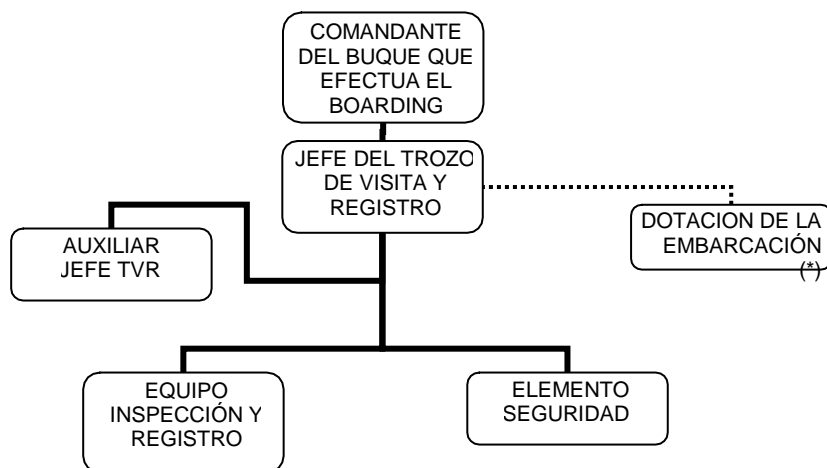 COMANDANTE
DEL BUQUE QUE
EFECTUA EL
BOARDING
JEFE DEL TROZO
DE VISITA Y
REGISTRO
AUXILIAR
JEFE TVR
DOTACION DE LA
EMBARCACIÓN
(*)
EQUIPO
INSPECCIÓN Y
REGISTRO
ELEMENTO
SEGURIDAD